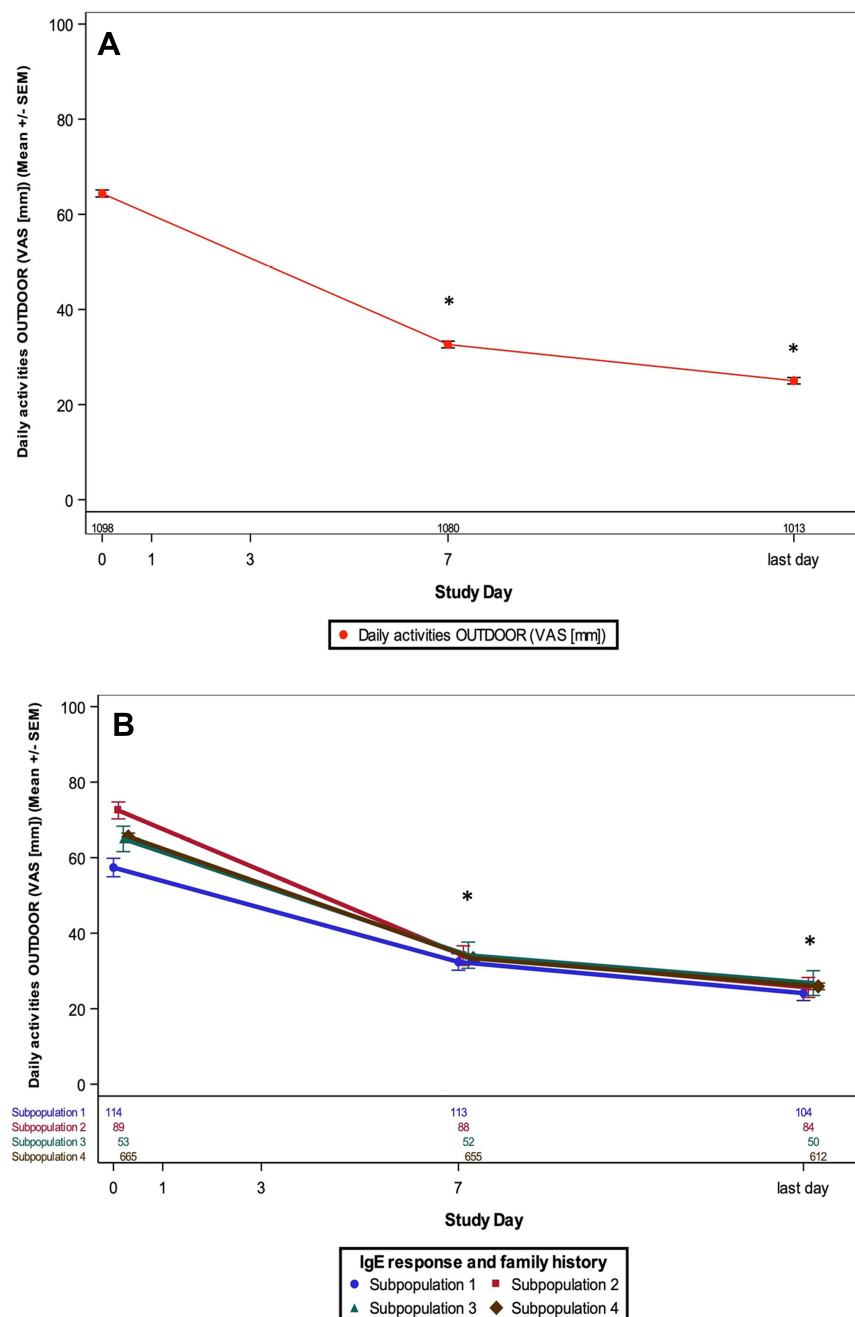 A
Daily activities OUTDOOR (VAS [mm]) (Mean +/- SEM)
100
80
60
40
20
0
*
*
1098 1080 1013
0 1 3 7 last day
Study Day
Daily activities OUTDOOR (VAS [mm])
B
Daily activities OUTDOOR (VAS [mm]) (Mean +/- SEM)
100
80
60
40
20
0
*
*
Subpopulation 1 114 113 104
Subpopulation 2 89 88 84
Subpopulation 3 53 52 50
Subpopulation 4 665 655 612
0 1 3 7 last day
Study Day
IgE response and family history
Subpopulation 1 Subpopulation 2
Subpopulation 3 Subpopulation 4